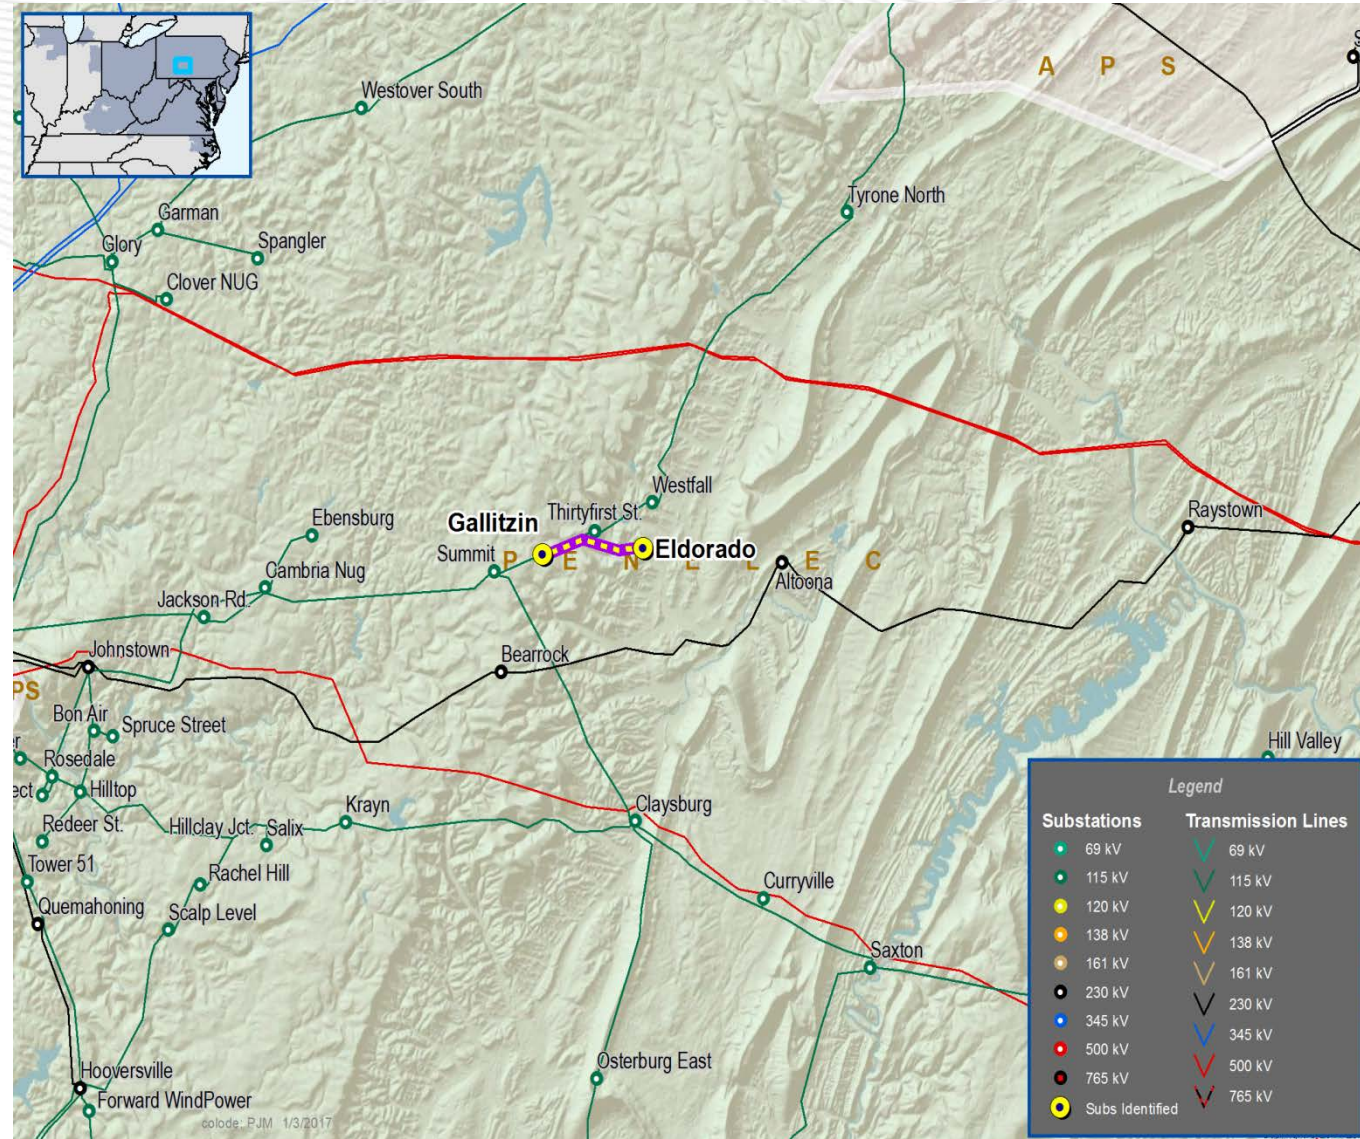 Westover South
A P S
S
Tyrone North
Garman
Glory
Spangler
Clover NUG
Westfall
Thirtyfirst St.
Ebensburg
Gallitzin
Raystown
Eldorado
Summit
P E N E L E C
Altoona
Cambria Nug
Jackson Rd.
Johnstown
Bearrock
PS
Bon Air
Spruce Street
er
Rosedale
Hill Valley
ect
Hilltop
Krayn
Claysburg
Redeer St.
Hillclay Jct.
Salix
Tower 51
Rachel Hill
Curryville
Quemahoning
Scalp Level
Saxton
Hooversville
Osterburg East
Forward WindPower
colode: PJM 1/3/2017
Legend
Substations Transmission Lines
69 kV 69 kV
115 kV 115 kV
120 kV 120 kV
138 kV 138 kV
161 kV 161 kV
230 kV 230 kV
345 kV 345 kV
500 kV 500 kV
765 kV 765 kV
Subs Identified